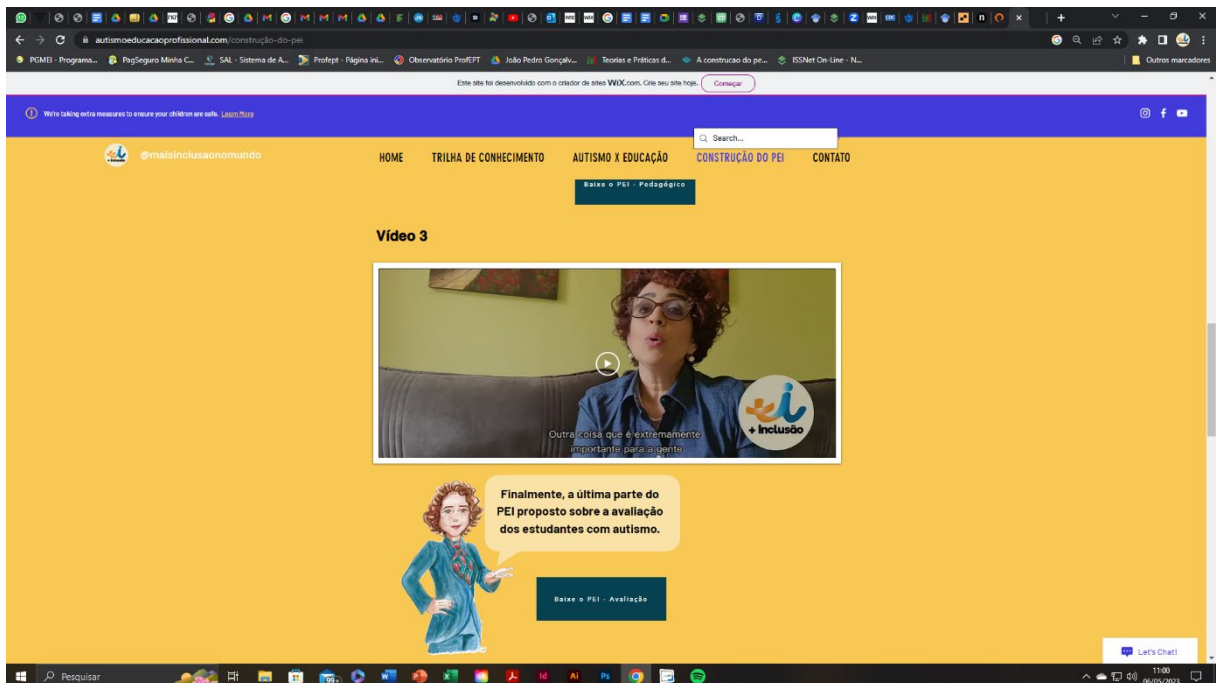 autismoeducacaoprofissional.com/construção-do-pei
PGMEI - Programa...
PagSeguro Minha C...
SAL - Sistema de A...
Profept - Página ini...
Observatório ProfEPT
João Pedro Gonçalv...
Teorias e Práticas d...
A construcao do pe...
ISSNet On-Line - N...
Outros marcadores
Este site foi desenvolvido com o criador de sites WiX.com. Crie seu site hoje.
Começar
We're taking extra measures to ensure your children are safe. Learn More
Search...
@maisinclusaonomundo
HOME
TRILHA DE CONHECIMENTO
AUTISMO X EDUCAÇÃO
CONSTRUÇÃO DO PEI
CONTATO
Baixe o PEI - Pedagógico
Vídeo 3
+ Inclusão
Outra coisa que é extremamente
importante para a gente
Finalmente, a última parte do
PEI proposto sobre a avaliação
dos estudantes com autismo.
Baixe o PEI - Avaliação
Let's Chat!
Pesquisar
11:00
06/05/2023